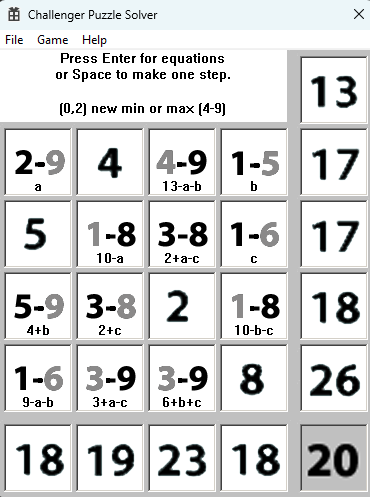 Challenger Puzzle Solver
File Game Help
Press Enter for equations
or Space to make one step.
(0,2) new min or max (4-9)
13
2-9 4 4-9 1-5 17
a 13-a-b b
5 1-8 3-8 1-6 17
10-a 2+a-c c
5-9 3-8 2 1-8 18
4+b 2+c 10-b-c
1-6 3-9 3-9 8 26
9-a-b 3+a-c 6+b+c
18 19 23 18 20